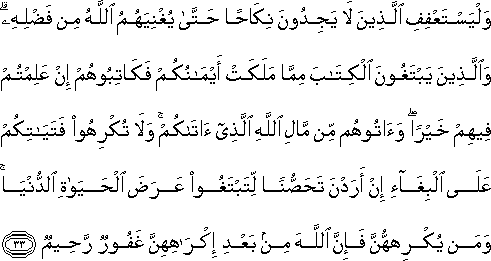 وَلْيَسْتَعْفِفِ ٱلَّذِينَ لَا يَجِدُونَ نِكَاحًا حَتَّىٰ يُغْنِيَهُمُ ٱللَّهُ مِن فَضْلِهِۦ ۗ
وَٱلَّذِينَ يَبْتَغُونَ ٱلْكِتَـٰبَ مِمَّا مَلَكَتْ أَيْمَـٰنُكُمْ فَكَاتِبُوهُمْ إِنْ عَلِمْتُمْ
فِيهِمْ خَيْرًا ۖ وَءَاتُوهُم مِّن مَّالِ ٱللَّهِ ٱلَّذِىٓ ءَاتَىٰكُمْ ۚ وَلَا تُكْرِهُوا۟ فَتَيَـٰتِكُمْ
عَلَى ٱلْبِغَآءِ إِنْ أَرَدْنَ تَحَصُّنًا لِّتَبْتَغُوا۟ عَرَضَ ٱلْحَيَوٰةِ ٱلدُّنْيَا ۚ
وَمَن يُكْرِههُّنَّ فَإِنَّ ٱللَّهَ مِنۢ بَعْدِ إِكْرَٰهِهِنَّ غَفُورٌ رَّحِيمٌ ٣٣